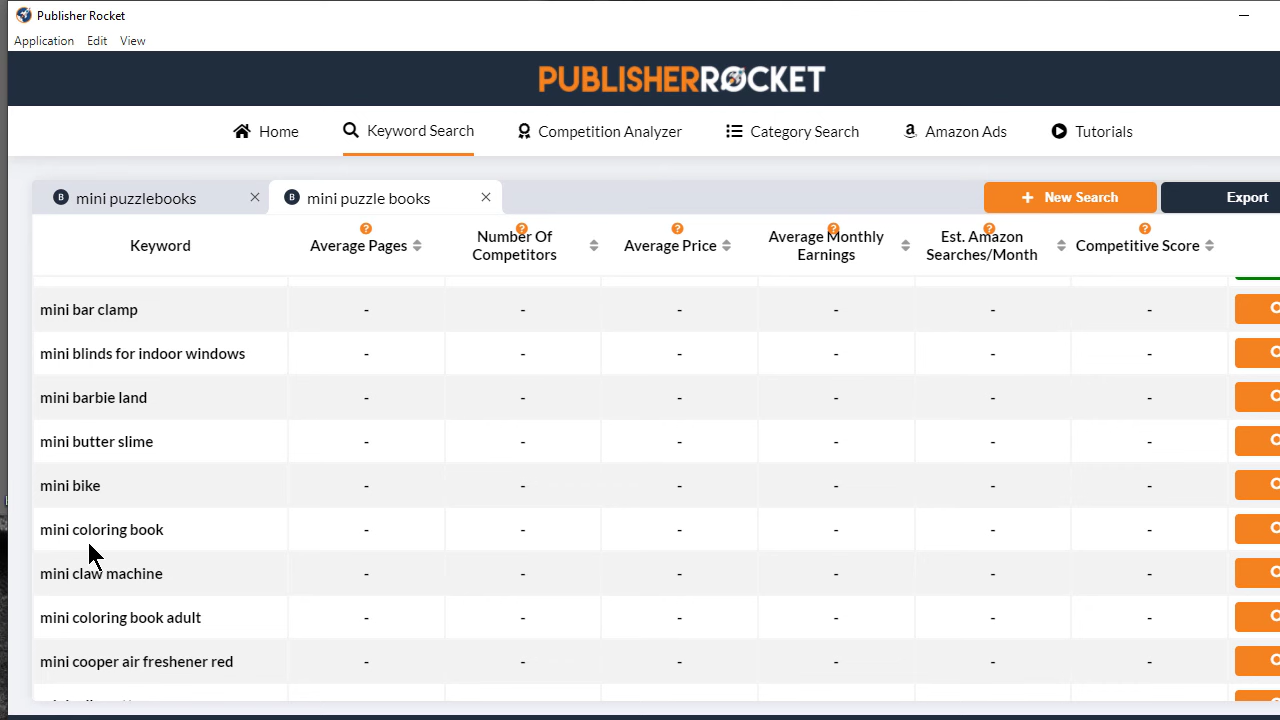 Publisher Rocket
Application Edit View
PUBLISHERROCKET
Home Keyword Search Competition Analyzer Category Search Amazon Ads Tutorials
B mini puzzlebooks × B mini puzzle books × + New Search Export
Keyword Average Pages ? Number Of Competitors ? Average Price ? Average Monthly Earnings ? Est. Amazon Searches/Month ? Competitive Score ?
mini bar clamp - - - - - -
mini blinds for indoor windows - - - - - -
mini barbie land - - - - - -
mini butter slime - - - - - -
mini bike - - - - - -
mini coloring book - - - - - -
mini claw machine - - - - - -
mini coloring book adult - - - - - -
mini cooper air freshener red - - - - - -